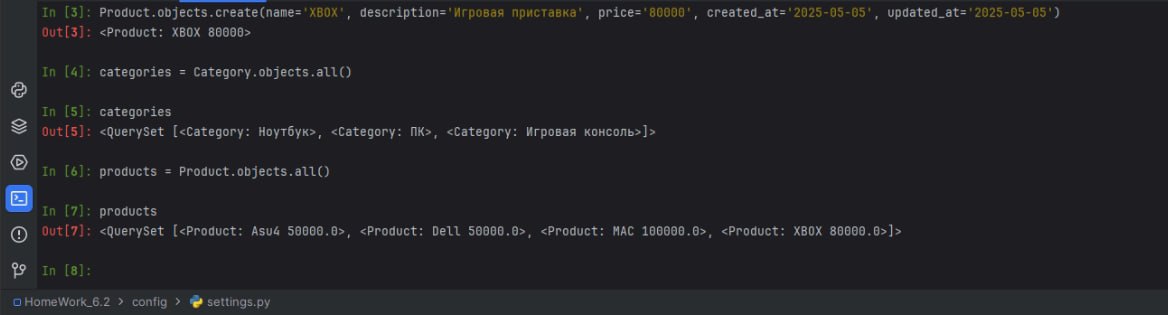 In [3]: Product.objects.create(name='XBOX', description='Игровая приставка', price='80000', created_at='2025-05-05', updated_at='2025-05-05')
Out[3]: <Product: XBOX 80000>
In [4]: categories = Category.objects.all()
In [5]: categories
Out[5]: <QuerySet [<Category: Ноутбук>, <Category: ПК>, <Category: Игровая консоль>]>
In [6]: products = Product.objects.all()
In [7]: products
Out[7]: <QuerySet [<Product: Asu4 50000.0>, <Product: Dell 50000.0>, <Product: MAC 100000.0>, <Product: XBOX 80000.0>]>
In [8]:
HomeWork_6.2 > config > settings.py